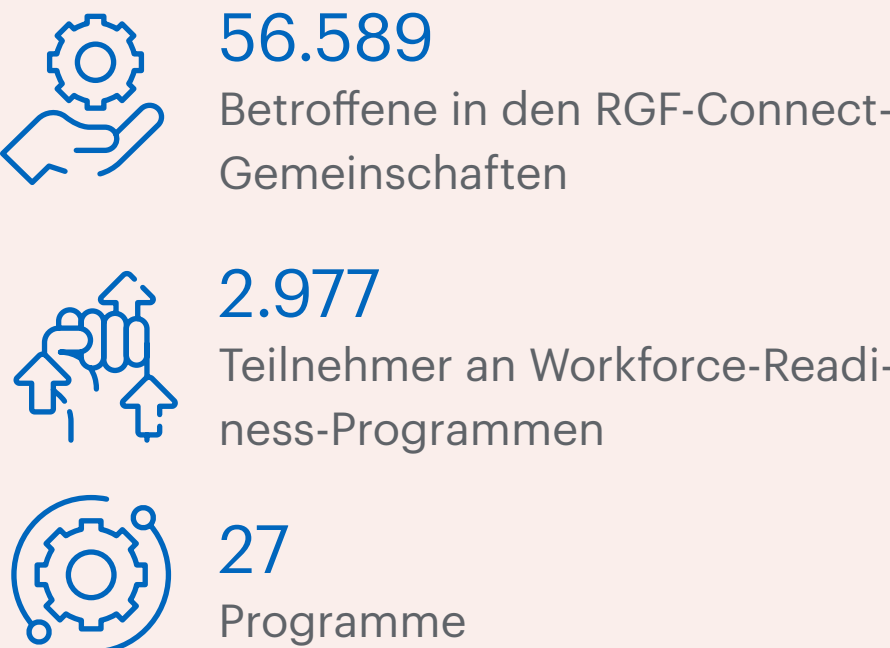 56.589
Betroffene in den RGF-Connect-
Gemeinschaften
2.977
Teilnehmer an Workforce-Readi-
ness-Programmen
27
Programme